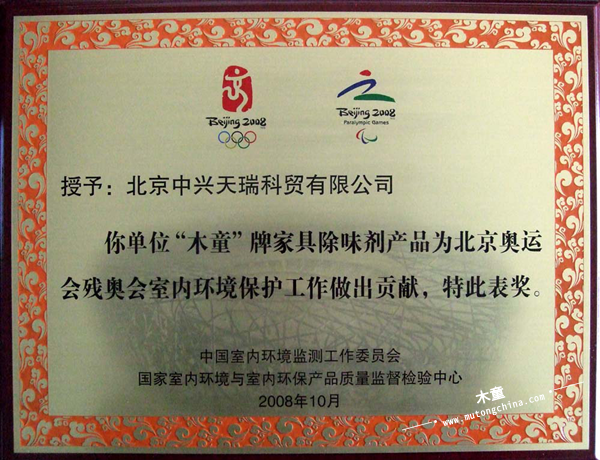 Beijing 2008
Beijing 2008
Paralympic Games
授予：北京中兴天瑞科贸有限公司
你单位“木童”牌家具除味剂产品为北京奥运
会残奥会室内环境保护工作做出贡献，特此表奖。
中国室内环境监测工作委员会
国家室内环境与室内环保产品质量监督检验中心
2008年10月
木童
www.mutongchina.com